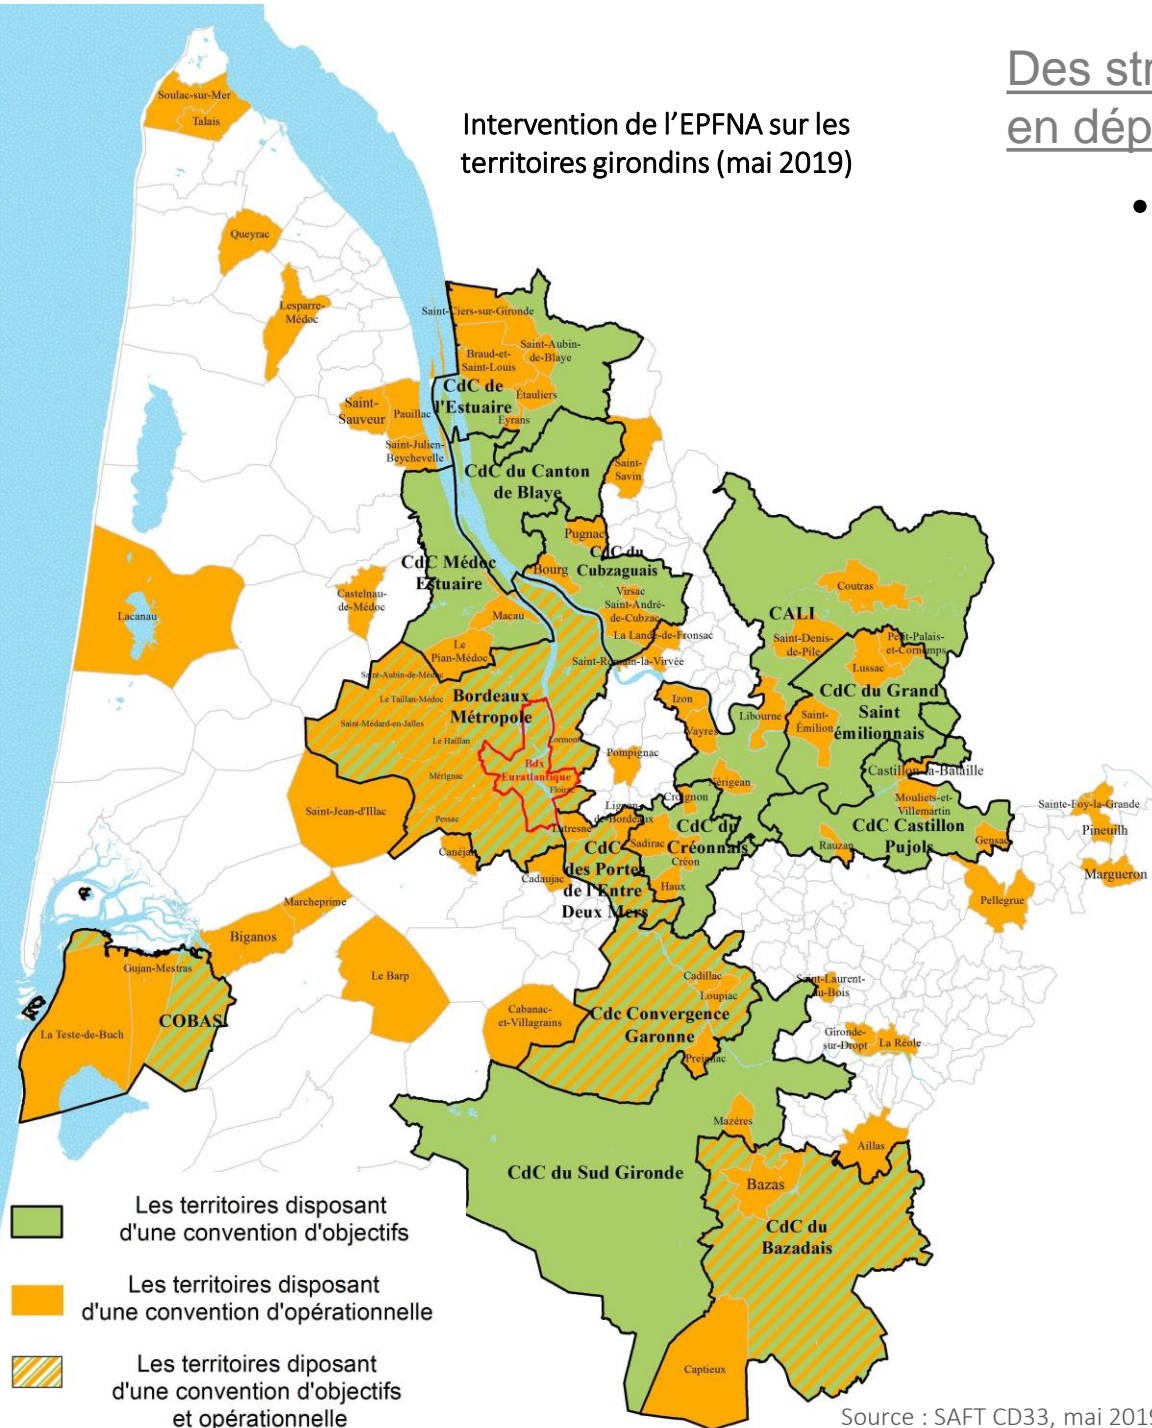 Des str
en dép
•
Intervention de l'EPFNA sur les
territoires girondins (mai 2019)
Soulac-sur-Mer
Talais
Queyrac
Lesparre-
Médoc
Saint-Ciers-sur-Gironde
Saint-Aubin-
de-Blaye
Braud-et-
Saint-Louis
CdC de
l'Estuaire
Étauliers
Eyrans
Saint-
Sauveur
Pauillac
Saint-Julien-
Beychevelle
CdC du Canton
de Blaye
Saint-
Savin
Pugnac
CdC du
Cubzaguais
CdC Médoc
Estuaire
Bourg
Virsac
Saint-André-
de-Cubzac
Castelnau-
de-Médoc
Coutras
Lacanau
Macau
CALI
La Lande-de-Fronsac
Saint-Denis-
de-Pile
Petit-Palais-
et-Cornemps
Le
Pian-Médoc
Saint-Romain-la-Virvée
Lussac
Saint-Aubin-de-Médoc
Le Taillan-Médoc
Bordeaux
Métropole
Izon
CdC du Grand
Saint
émilionnais
Saint-Médard-en-Jalles
Libourne
Saint-
Émilion
Vayres
Le Haillan
Lormont
Pompignac
Bdx
Euratlantique
Mérignac
Floirac
Nérigean
Castillon-la-Bataille
Croignon
Mouliets-et-
Villemartin
Sainte-Foy-la-Grande
Saint-Jean-d'Illac
Lignan-
de-Bordeaux
Pessac
Latresne
CdC du
Créonnais
CdC Castillon
Pujols
Pineuilh
Sadirac
Rauzan
Gensac
Canéjan
CdC
des Portes
de l'Entre
Deux Mers
Créon
Cadaujac
Haux
Margueron
Pellegrue
Marcheprime
Biganos
Gujan-Mestras
Le Barp
Cadillac
Loupiac
Saint-Laurent-
du-Bois
La Teste-de-Buch
COBAS
Cabanac-
et-Villagrains
Cdc Convergence
Garonne
Gironde-
sur-Dropt
La Réole
Preignac
Mazères
Aillas
CdC du Sud Gironde
Bazas
CdC du
Bazadais
Captieux
Les territoires disposant
d'une convention d'objectifs
Les territoires disposant
d'une convention d'opérationnelle
Les territoires diposant
d'une convention d'objectifs
et opérationnelle
Source : SAFT CD33, mai 2019